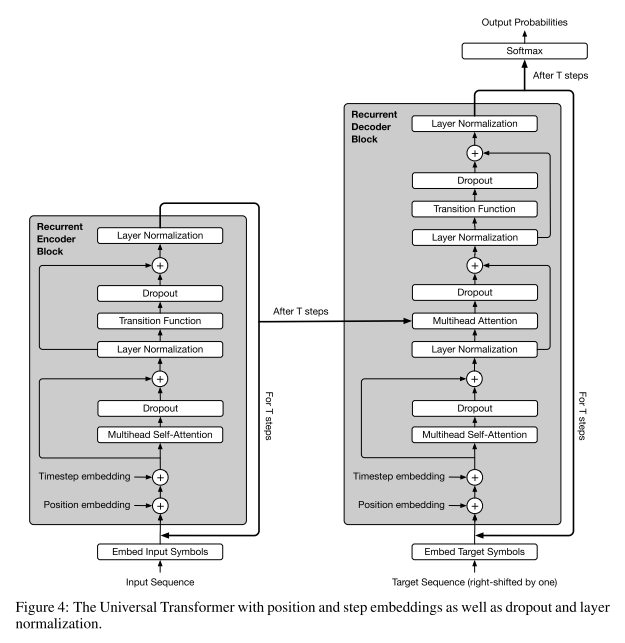 Output Probabilities
Softmax
After T steps
Recurrent
Decoder
Block
Layer Normalization
+
Dropout
Transition Function
Layer Normalization
+
Dropout
Multihead Attention
Layer Normalization
+
Dropout
Multihead Self-Attention
Timestep embedding
+
Position embedding
+
For T steps
Embed Target Symbols
Target Sequence (right-shifted by one)
After T steps
Recurrent
Encoder
Block
Layer Normalization
+
Dropout
Transition Function
Layer Normalization
+
Dropout
Multihead Self-Attention
Timestep embedding
+
Position embedding
+
For T steps
Embed Input Symbols
Input Sequence
Figure 4: The Universal Transformer with position and step embeddings as well as dropout and layer
normalization.